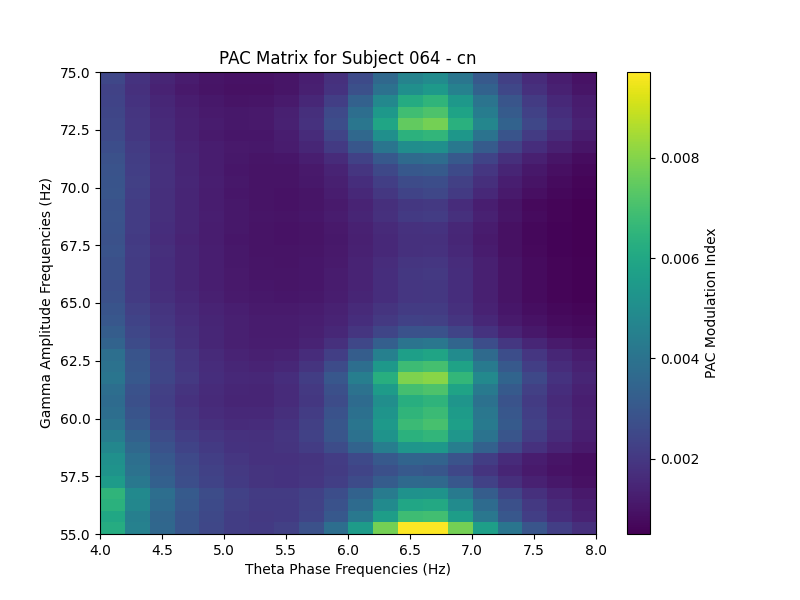 PAC Matrix for Subject 064 - cn
75.0
72.5
70.0
67.5
65.0
62.5
60.0
57.5
55.0
Gamma Amplitude Frequencies (Hz)
4.0 4.5 5.0 5.5 6.0 6.5 7.0 7.5 8.0
Theta Phase Frequencies (Hz)
0.008
0.006
0.004
0.002
PAC Modulation Index